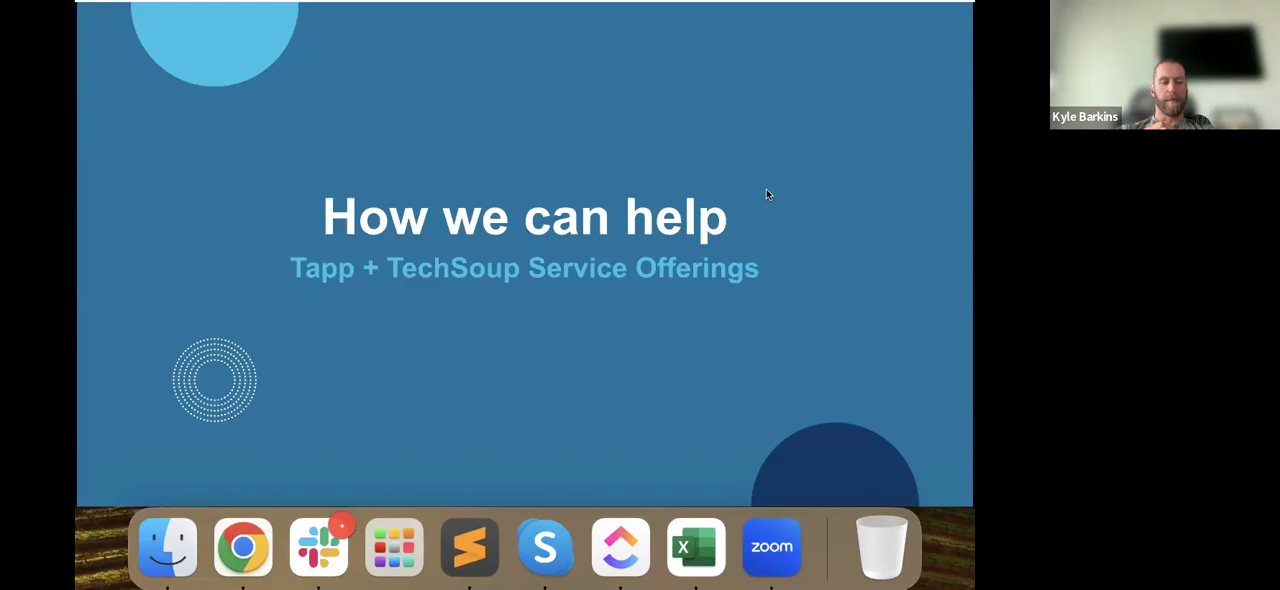 How we can help
Tapp + TechSoup Service Offerings
Kyle Barkins
S
X
zoom